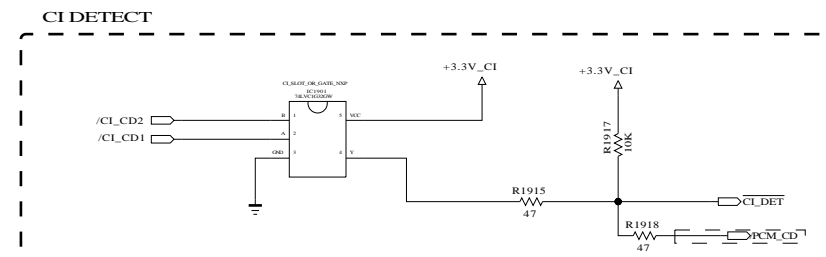 CI DETECT
+3.3V_CI
+3.3V_CI
CI_SLOT_OR_GATE_NXP
IC1901
74LVC1G32GW
/CI_CD2
B 1
5 VCC
/CI_CD1
A 2
GND 3
4 Y
R1917
10K
R1915
47
CI_DET
R1918
47
PCM_CD